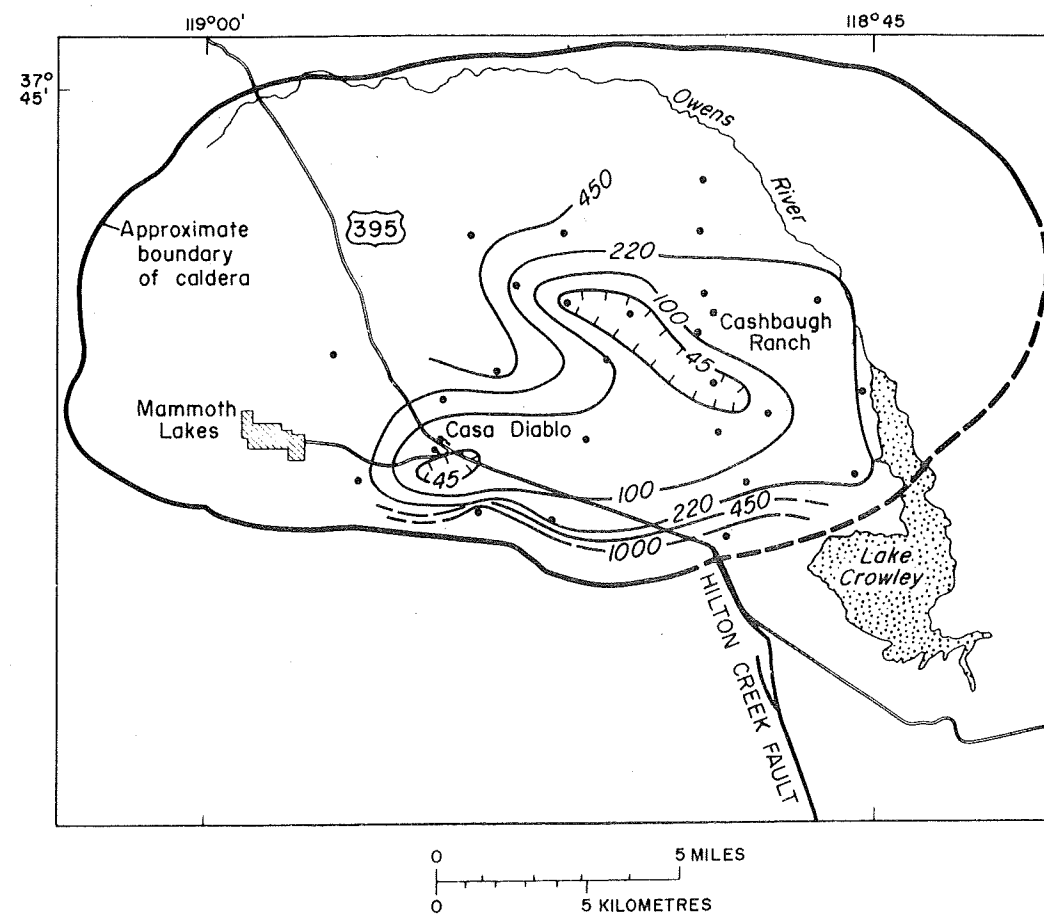 119°00'
118°45'
37°
45'
Owens
River
450
395
Approximate
boundary
of caldera
220
100
Cashbaugh
Ranch
45
Mammoth
Lakes
Casa Diablo
45
100
220
450
1000
Lake
Crowley
HILTON CREEK FAULT
0 5 MILES
0 5 KILOMETRES